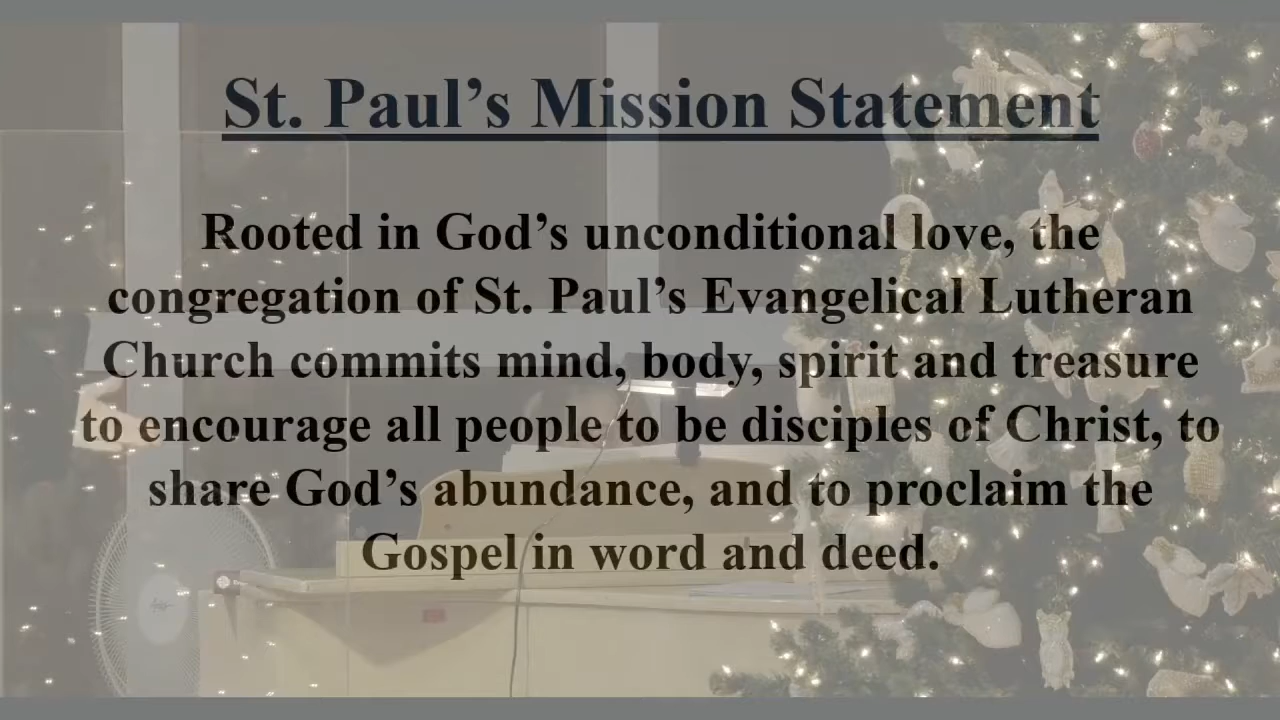 St. Paul’s Mission Statement
Rooted in God’s unconditional love, the
congregation of St. Paul’s Evangelical Lutheran
Church commits mind, body, spirit and treasure
to encourage all people to be disciples of Christ, to
share God’s abundance, and to proclaim the
Gospel in word and deed.